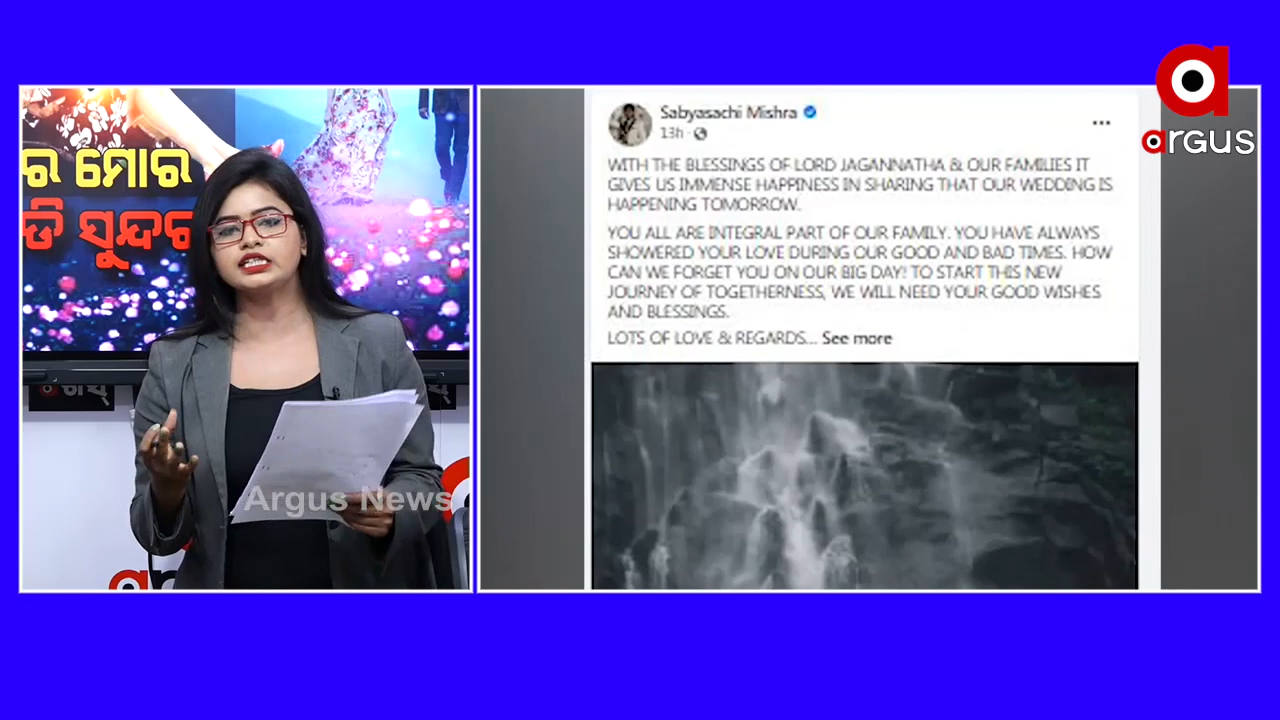 ର ମୋର
ଡି ସୁନ୍ଦର
Argus News
Sabyasachi Mishra
13h
WITH THE BLESSINGS OF LORD JAGANNATHA & OUR FAMILIES IT
GIVES US IMMENSE HAPPINESS IN SHARING THAT OUR WEDDING IS
HAPPENING TOMORROW.
YOU ALL ARE INTEGRAL PART OF OUR FAMILY. YOU HAVE ALWAYS
SHOWERED YOUR LOVE DURING OUR GOOD AND BAD TIMES. HOW
CAN WE FORGET YOU ON OUR BIG DAY! TO START THIS NEW
JOURNEY OF TOGETHERNESS, WE WILL NEED YOUR GOOD WISHES
AND BLESSINGS.
LOTS OF LOVE & REGARDS... See more
argus